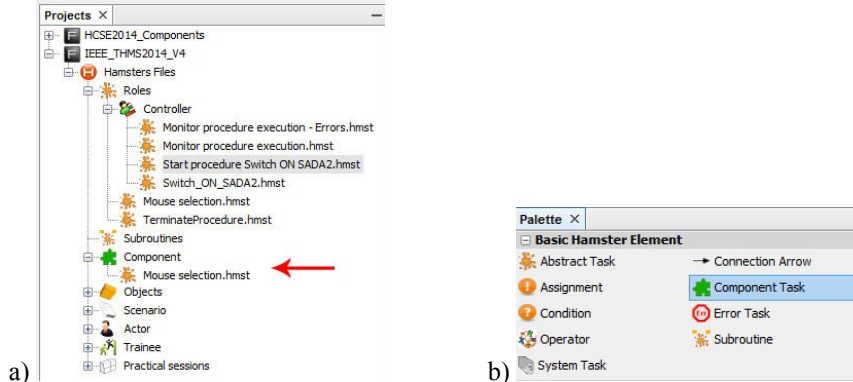 Projects ×
HCSE2014_Components
IEEE_THMS2014_V4
Hamsters Files
Roles
Controller
Monitor procedure execution - Errors.hmst
Monitor procedure execution.hmst
Start procedure Switch ON SADA2.hmst
Switch_ON_SADA2.hmst
Mouse selection.hmst
TerminateProcedure.hmst
Subroutines
Component
Mouse selection.hmst
Objects
Scenario
Actor
Trainee
Practical sessions
a)
Palette ×
Basic Hamster Element
Abstract Task
Connection Arrow
Assignment
Component Task
Condition
Err Error Task
Operator
Subroutine
System Task
b)